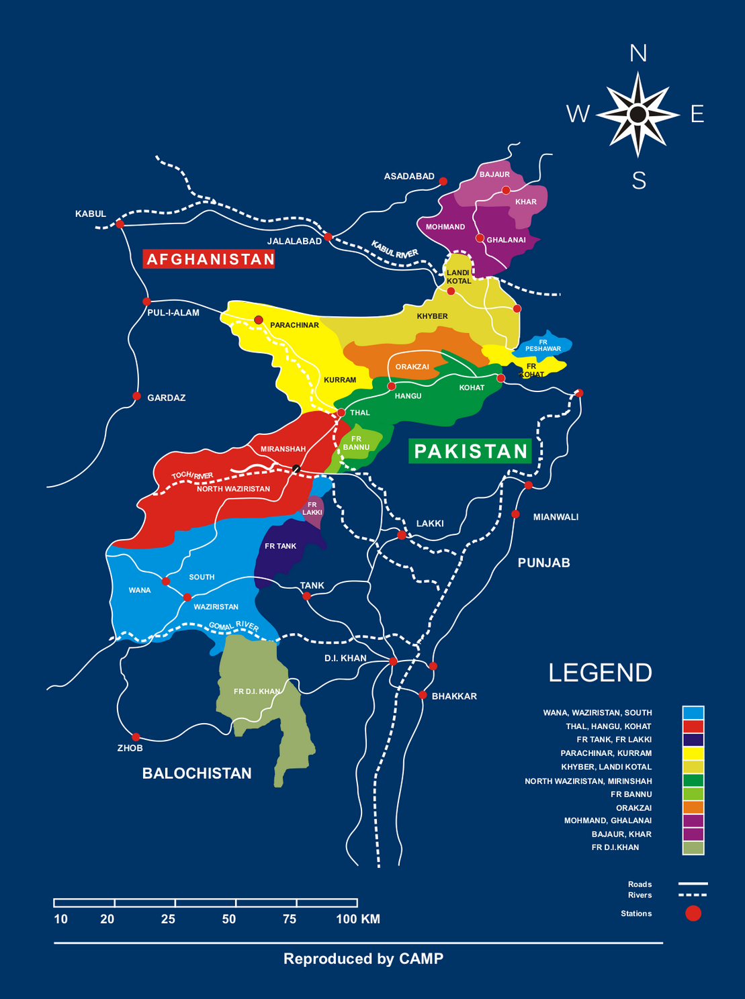 N
W
E
S
ASADABAD
BAJAUR
KHAR
KABUL
MOHMAND
GHALANAI
JALALABAD
KABUL RIVER
AFGHANISTAN
LANDI
KOTAL
PUL-I-ALAM
PARACHINAR
KHYBER
FR
PESHAWAR
ORAKZAI
FR
KOHAT
KURRAM
KOHAT
GARDAZ
HANGU
THAL
FR
BANNU
PAKISTAN
MIRANSHAH
TOCHI/RIVER
NORTH WAZIRISTAN
FR
LAKKI
LAKKI
MIANWALI
FR TANK
PUNJAB
SOUTH
WANA
TANK
WAZIRISTAN
GOMAL RIVER
D.I. KHAN
FR D.I. KHAN
BHAKKAR
ZHOB
BALOCHISTAN
LEGEND
WANA, WAZIRISTAN, SOUTH
THAL, HANGU, KOHAT
FR TANK, FR LAKKI
PARACHINAR, KURRAM
KHYBER, LANDI KOTAL
NORTH WAZIRISTAN, MIRINSHAH
FR BANNU
ORAKZAI
MOHMAND, GHALANAI
BAJAUR, KHAR
FR D.I.KHAN
Roads
Rivers
Stations
10 20 25 50 75 100 KM
Reproduced by CAMP